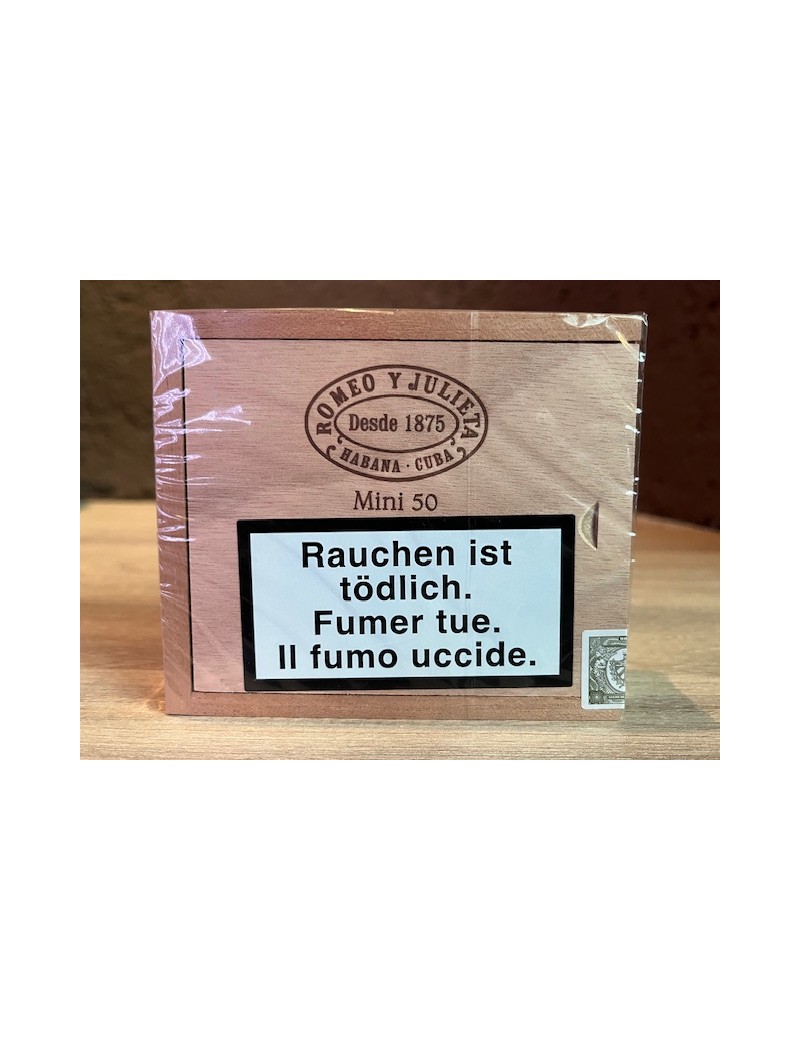 ROMEO Y JULIETA
Desde 1875
HABANA · CUBA
Mini 50
Rauchen ist
tödlich.
Fumer tue.
Il fumo uccide.